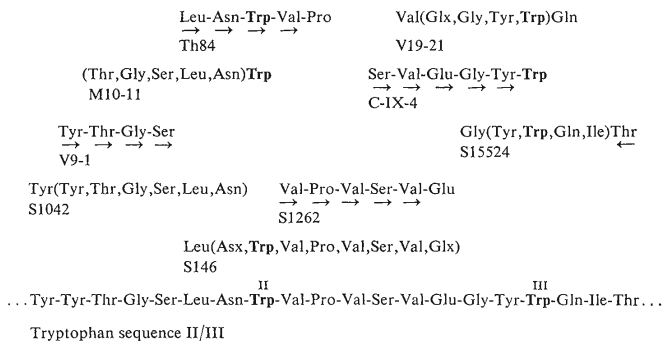 Leu-Asn-Trp-Val-Pro Val(Glx,Gly,Tyr,Trp)Gln
→ → → →
Th84 V19-21
(Thr,Gly,Ser,Leu,Asn)Trp Ser-Val-Glu-Gly-Tyr-Trp
→ → → → →
M10-11 C-IX-4
Tyr-Thr-Gly-Ser Gly(Tyr,Trp,Gln,Ile)Thr
→ → → → ←
V9-1 S15524
Tyr(Tyr,Thr,Gly,Ser,Leu,Asn) Val-Pro-Val-Ser-Val-Glu
→ → → → →
S1042 S1262
Leu(Asx,Trp,Val,Pro,Val,Ser,Val,Glx)
S146
II III
...Tyr-Tyr-Thr-Gly-Ser-Leu-Asn-Trp-Val-Pro-Val-Ser-Val-Glu-Gly-Tyr-Trp-Gln-Ile-Thr...
Tryptophan sequence II/III